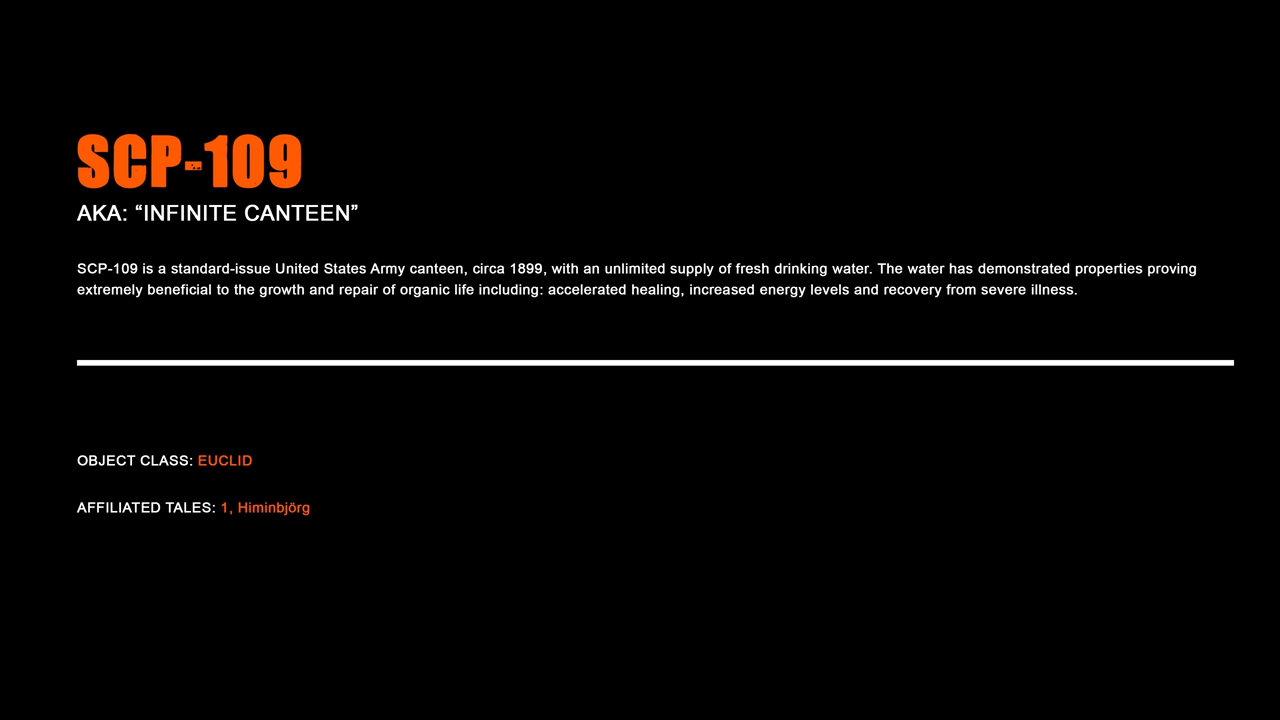 SCP-109
AKA: “INFINITE CANTEEN”
SCP-109 is a standard-issue United States Army canteen, circa 1899, with an unlimited supply of fresh drinking water. The water has demonstrated properties proving
extremely beneficial to the growth and repair of organic life including: accelerated healing, increased energy levels and recovery from severe illness.
OBJECT CLASS: EUCLID
AFFILIATED TALES: 1, Himinbjörg